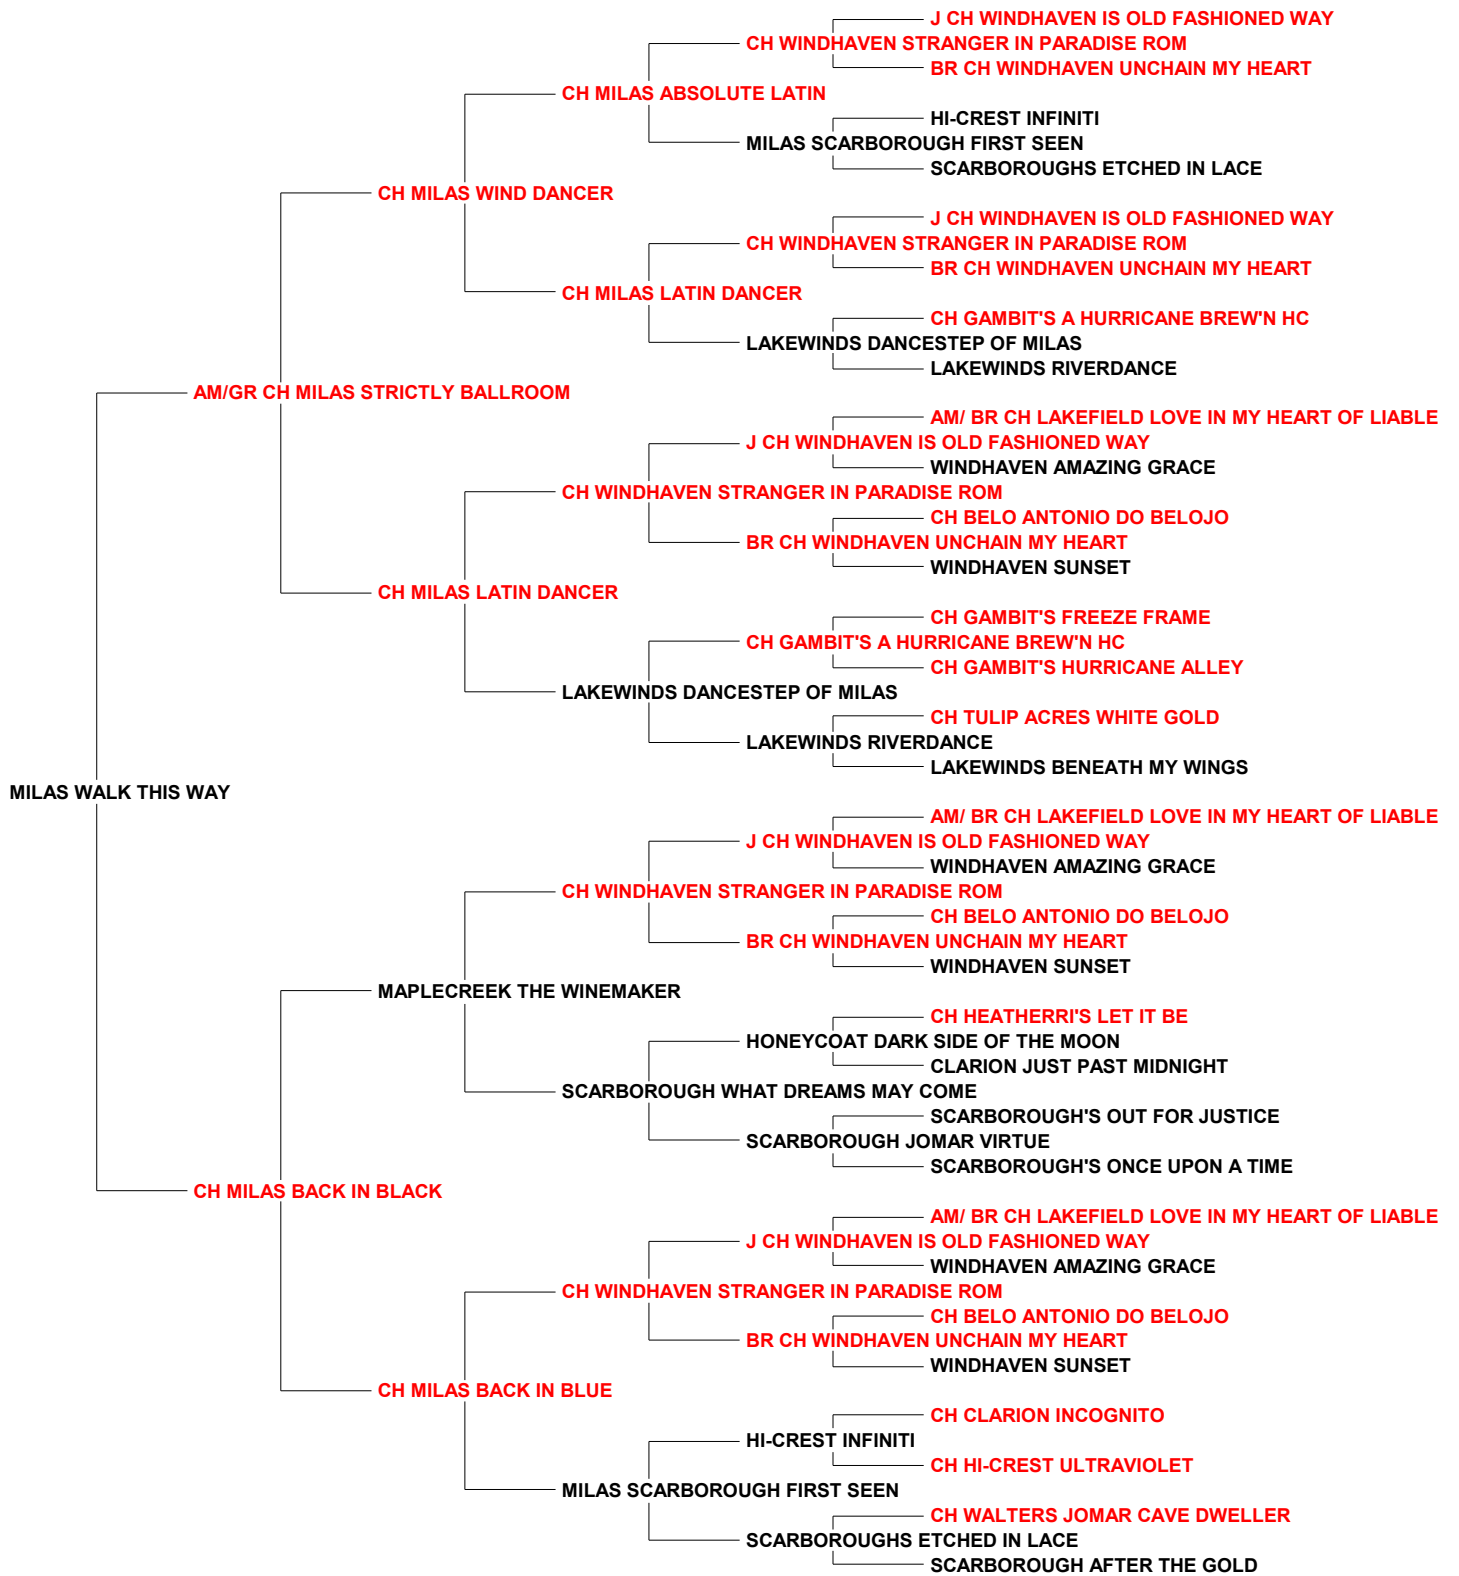 J CH WINDHAVEN IS OLD FASHIONED WAY
CH WINDHAVEN STRANGER IN PARADISE ROM
BR CH WINDHAVEN UNCHAIN MY HEART
CH MILAS ABSOLUTE LATIN
HI-CREST INFINITI
MILAS SCARBOROUGH FIRST SEEN
SCARBOROUGHS ETCHED IN LACE
CH MILAS WIND DANCER
J CH WINDHAVEN IS OLD FASHIONED WAY
CH WINDHAVEN STRANGER IN PARADISE ROM
BR CH WINDHAVEN UNCHAIN MY HEART
CH MILAS LATIN DANCER
CH GAMBIT'S A HURRICANE BREW'N HC
LAKEWINDS DANCESTEP OF MILAS
LAKEWINDS RIVERDANCE
AM/GR CH MILAS STRICTLY BALLROOM
AM/ BR CH LAKEFIELD LOVE IN MY HEART OF LIABLE
J CH WINDHAVEN IS OLD FASHIONED WAY
WINDHAVEN AMAZING GRACE
CH WINDHAVEN STRANGER IN PARADISE ROM
CH BELO ANTONIO DO BELOJO
BR CH WINDHAVEN UNCHAIN MY HEART
WINDHAVEN SUNSET
CH MILAS LATIN DANCER
CH GAMBIT'S FREEZE FRAME
CH GAMBIT'S A HURRICANE BREW'N HC
CH GAMBIT'S HURRICANE ALLEY
LAKEWINDS DANCESTEP OF MILAS
CH TULIP ACRES WHITE GOLD
LAKEWINDS RIVERDANCE
LAKEWINDS BENEATH MY WINGS
MILAS WALK THIS WAY
AM/ BR CH LAKEFIELD LOVE IN MY HEART OF LIABLE
J CH WINDHAVEN IS OLD FASHIONED WAY
WINDHAVEN AMAZING GRACE
CH WINDHAVEN STRANGER IN PARADISE ROM
CH BELO ANTONIO DO BELOJO
BR CH WINDHAVEN UNCHAIN MY HEART
WINDHAVEN SUNSET
MAPLECREEK THE WINEMAKER
CH HEATHERRI'S LET IT BE
HONEYCOAT DARK SIDE OF THE MOON
CLARION JUST PAST MIDNIGHT
SCARBOROUGH WHAT DREAMS MAY COME
SCARBOROUGH'S OUT FOR JUSTICE
SCARBOROUGH JOMAR VIRTUE
SCARBOROUGH'S ONCE UPON A TIME
CH MILAS BACK IN BLACK
AM/ BR CH LAKEFIELD LOVE IN MY HEART OF LIABLE
J CH WINDHAVEN IS OLD FASHIONED WAY
WINDHAVEN AMAZING GRACE
CH WINDHAVEN STRANGER IN PARADISE ROM
CH BELO ANTONIO DO BELOJO
BR CH WINDHAVEN UNCHAIN MY HEART
WINDHAVEN SUNSET
CH MILAS BACK IN BLUE
CH CLARION INCOGNITO
HI-CREST INFINITI
CH HI-CREST ULTRAVIOLET
MILAS SCARBOROUGH FIRST SEEN
CH WALTERS JOMAR CAVE DWELLER
SCARBOROUGHS ETCHED IN LACE
SCARBOROUGH AFTER THE GOLD